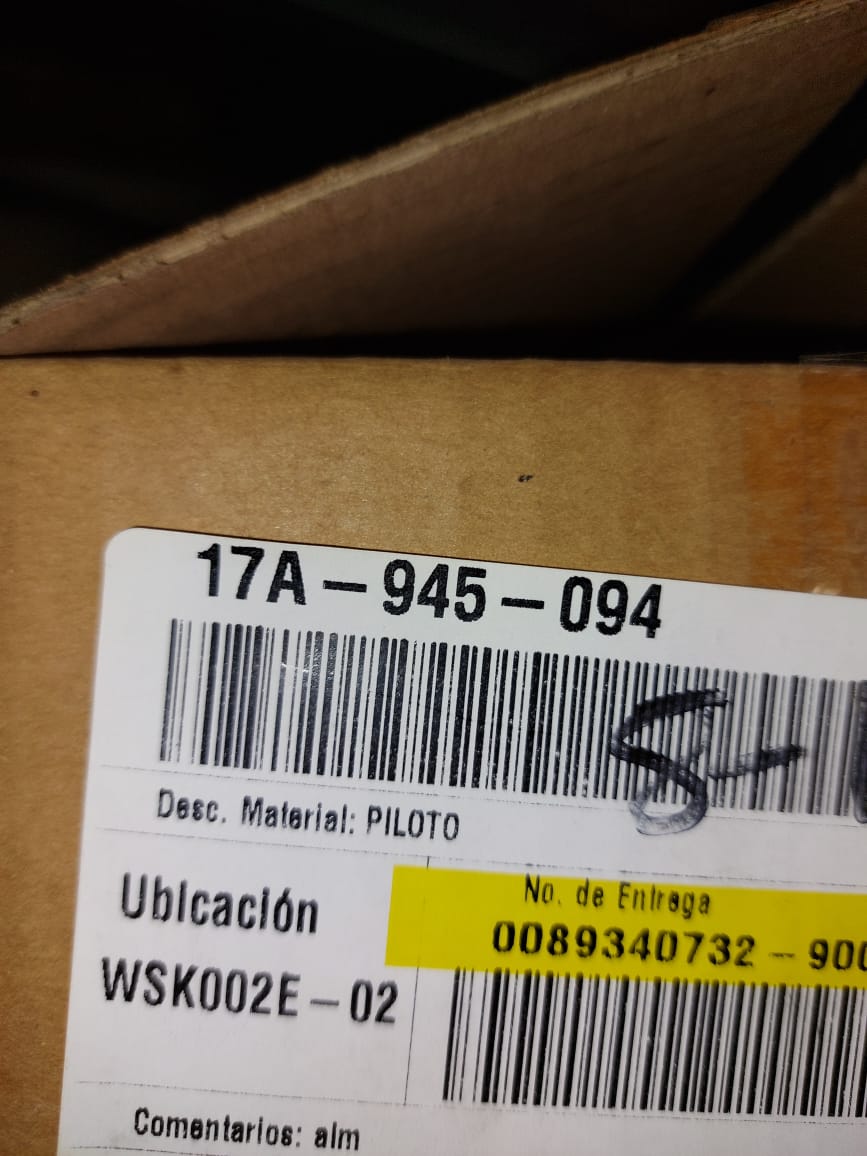 17A-945-094
Desc. Material: PILOTO
Ubicación
No. de Entrega
0089340732-900
WSK002E-02
Comentarios: alm